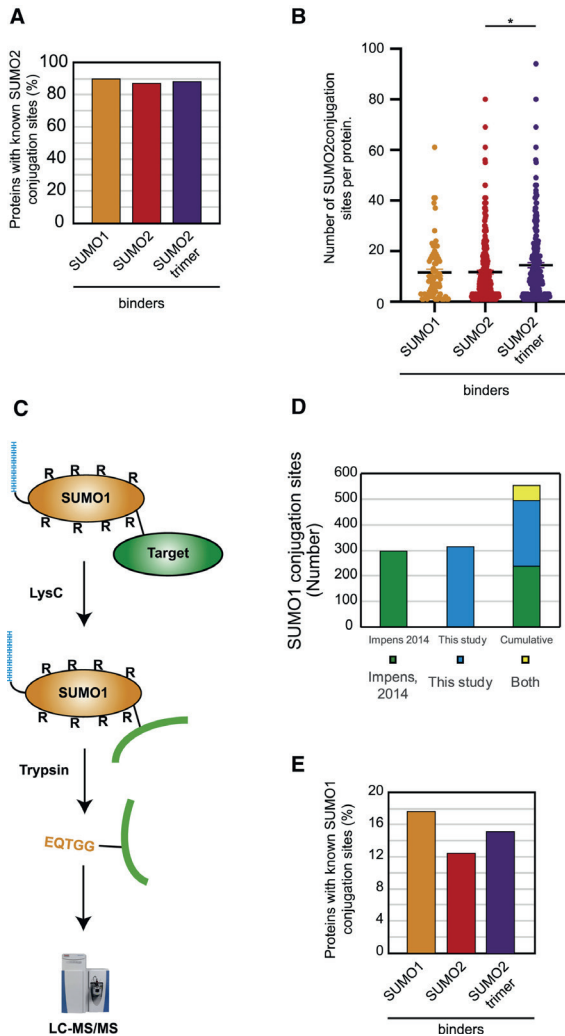 A
Proteins with known SUMO2
conjugation sites (%)
100
80
60
40
20
0
SUMO1
SUMO2
SUMO2
trimer
binders
B
*
Number of SUMO2conjugation
sites per protein.
100
80
60
40
20
0
SUMO1
SUMO2
SUMO2
trimer
binders
C
R R R R
SUMO1
R R R R
Target
LysC
R R R R
SUMO1
R R R R
Trypsin
EQTGG
LC-MS/MS
D
SUMO1 conjugation sites
(Number)
600
500
400
300
200
100
0
Impens 2014 This study Cumulative
Impens,
2014
This study
Both
E
Proteins with known SUMO1
conjugation sites (%)
20
16
12
8
4
0
SUMO1
SUMO2
SUMO2
trimer
binders